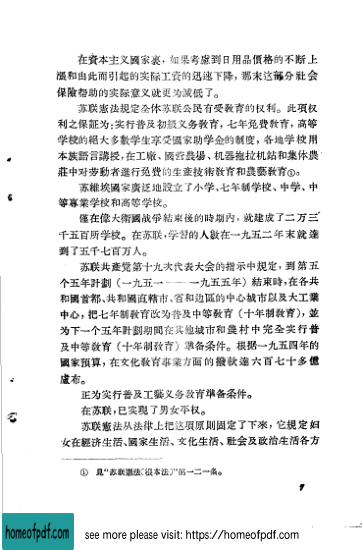 在資本主义國家裹，如果考慮到日用品價格的不断上
漲和由此而引起的实际工資的迅速下降，那末这部分社会
保險帮助的实际意义就更为減低了。
苏联憲法規定全体苏联公民有受教育的权利。此項权
利之保証为：实行普及初級义务教育，七年免费教育，高等
学校的絕大多数学生享受國家助学金的制度，各地学校用
本族語言講授，在工廠、國营農場、机器拖拉机站和集体農
莊中对劳动者進行免费的生產技術教育和農藝教育①。
苏維埃國家廣泛地設立了小学、七年制学校、中学、中
等專業学校和高等学校。
僅在偉大衛國战爭結束後的時期內，就建成了二万三
千五百所学校。在苏联，学習的人数在一九五二年末就達
到了五千七百万人。
苏联共產党第十九次代表大会的指示中規定，到第五
个五年計劃（一九五一——一九五五年）結束時，在各共
和國首都、共和國直轄市、省和边區的中心城市以及大工業
中心，把七年制教育改为普及中等教育（十年制教育），並
为下一个五年計劃期間在其他城市和農村中完全实行普
及中等教育（十年制教育）準备条件。根据一九五四年的
國家預算，在文化教育事業方面的撥欵達六百七十多億
盧布。
正为实行普及工藝义务教育準备条件。
在苏联，已实現了男女平权。
苏联憲法从法律上把这項原则固定了下來，它規定妇
女在經济生活、國家生活、文化生活、社会及政治生活各方
① 見“苏联憲法（根本法）”第一二一条。
7
homeofpdf.com
see more please visit: https://homeofpdf.com